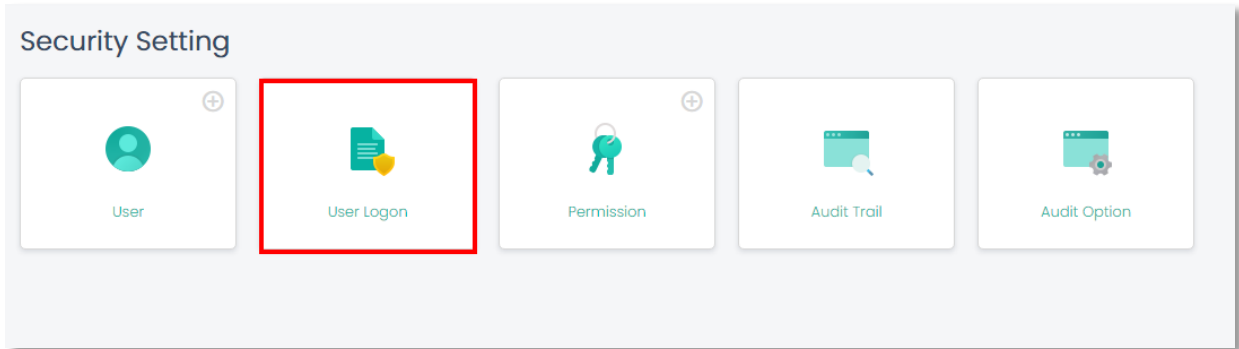 Security Setting
User
User Logon
Permission
Audit Trail
Audit Option